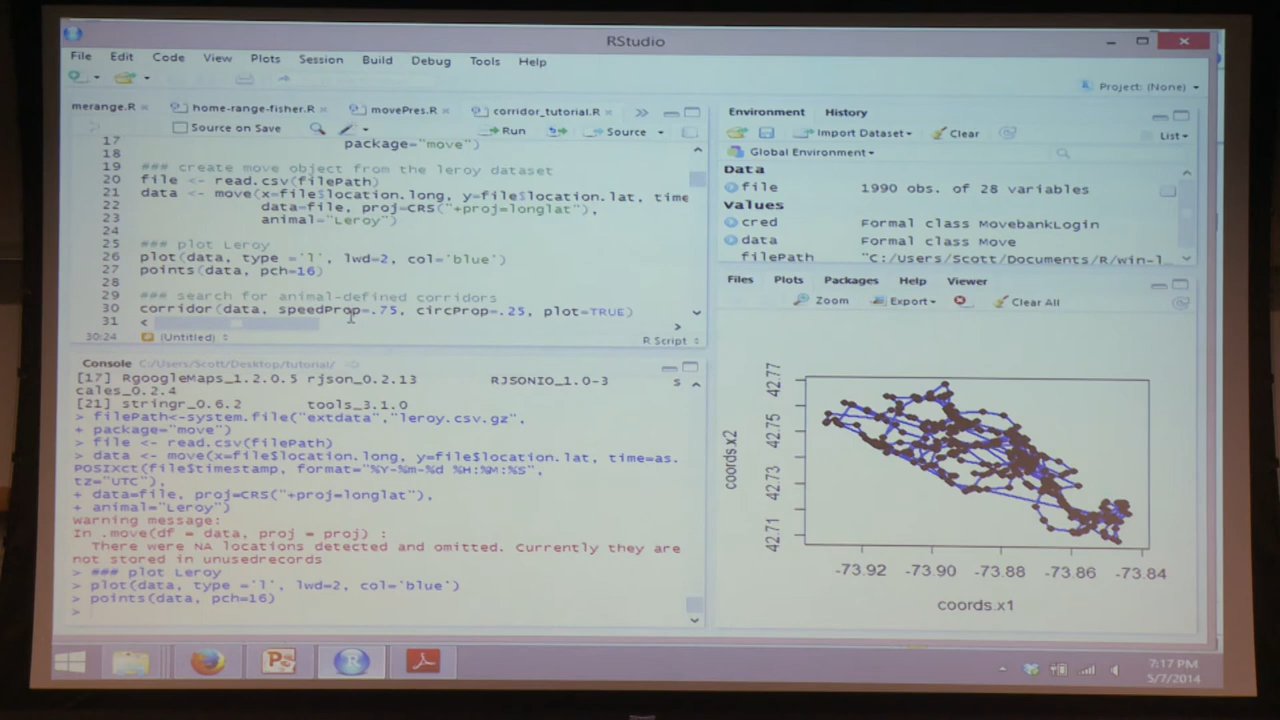 RStudio
File Edit Code View Plots Session Build Debug Tools Help
Project: (None)
merange.R home-range-fisher.R movePres.R corridor_tutorial.R
Source on Save Run Source
17 package="move")
18
19 ### create move object from the leroy dataset
20 file <- read.csv(filePath)
21 data <- move(x=file$location.long, y=file$location.lat, time
22 data=file, proj=CRS("+proj=longlat"),
23 animal="Leroy")
24
25 ### plot Leroy
26 plot(data, type ='l', lwd=2, col='blue')
27 points(data, pch=16)
28
29 ### search for animal-defined corridors
30 corridor(data, speedProp=.75, circProp=.25, plot=TRUE)
31
30:24 (Untitled) R Script
Console C:/Users/Scott/Desktop/tutorial/
[17] RgoogleMaps_1.2.0.5 rjson_0.2.13 RJSONIO_1.0-3 s
cales_0.2.4
[21] stringr_0.6.2 tools_3.1.0
> filePath<-system.file("extdata","leroy.csv.gz",
+ package="move")
> file <- read.csv(filePath)
> data <- move(x=file$location.long, y=file$location.lat, time=as.
POSIXct(file$timestamp, format="%Y-%m-%d %H:%M:%S",
tz="UTC"),
+ data=file, proj=CRS("+proj=longlat"),
+ animal="Leroy")
Warning message:
In .move(df = data, proj = proj) :
There were NA locations detected and omitted. Currently they are
not stored in unusedrecords
> ### plot Leroy
> plot(data, type ='l', lwd=2, col='blue')
> points(data, pch=16)
>
Environment History
Import Dataset Clear List
Global Environment
Data
file 1990 obs. of 28 variables
Values
cred Formal class MovebankLogin
data Formal class Move
filePath "C:/Users/Scott/Documents/R/win-l…
Files Plots Packages Help Viewer
Zoom Export Clear All
coords.x2
42.77
42.75
42.73
42.71
-73.92 -73.90 -73.88 -73.86 -73.84
coords.x1
7:17 PM
5/7/2014